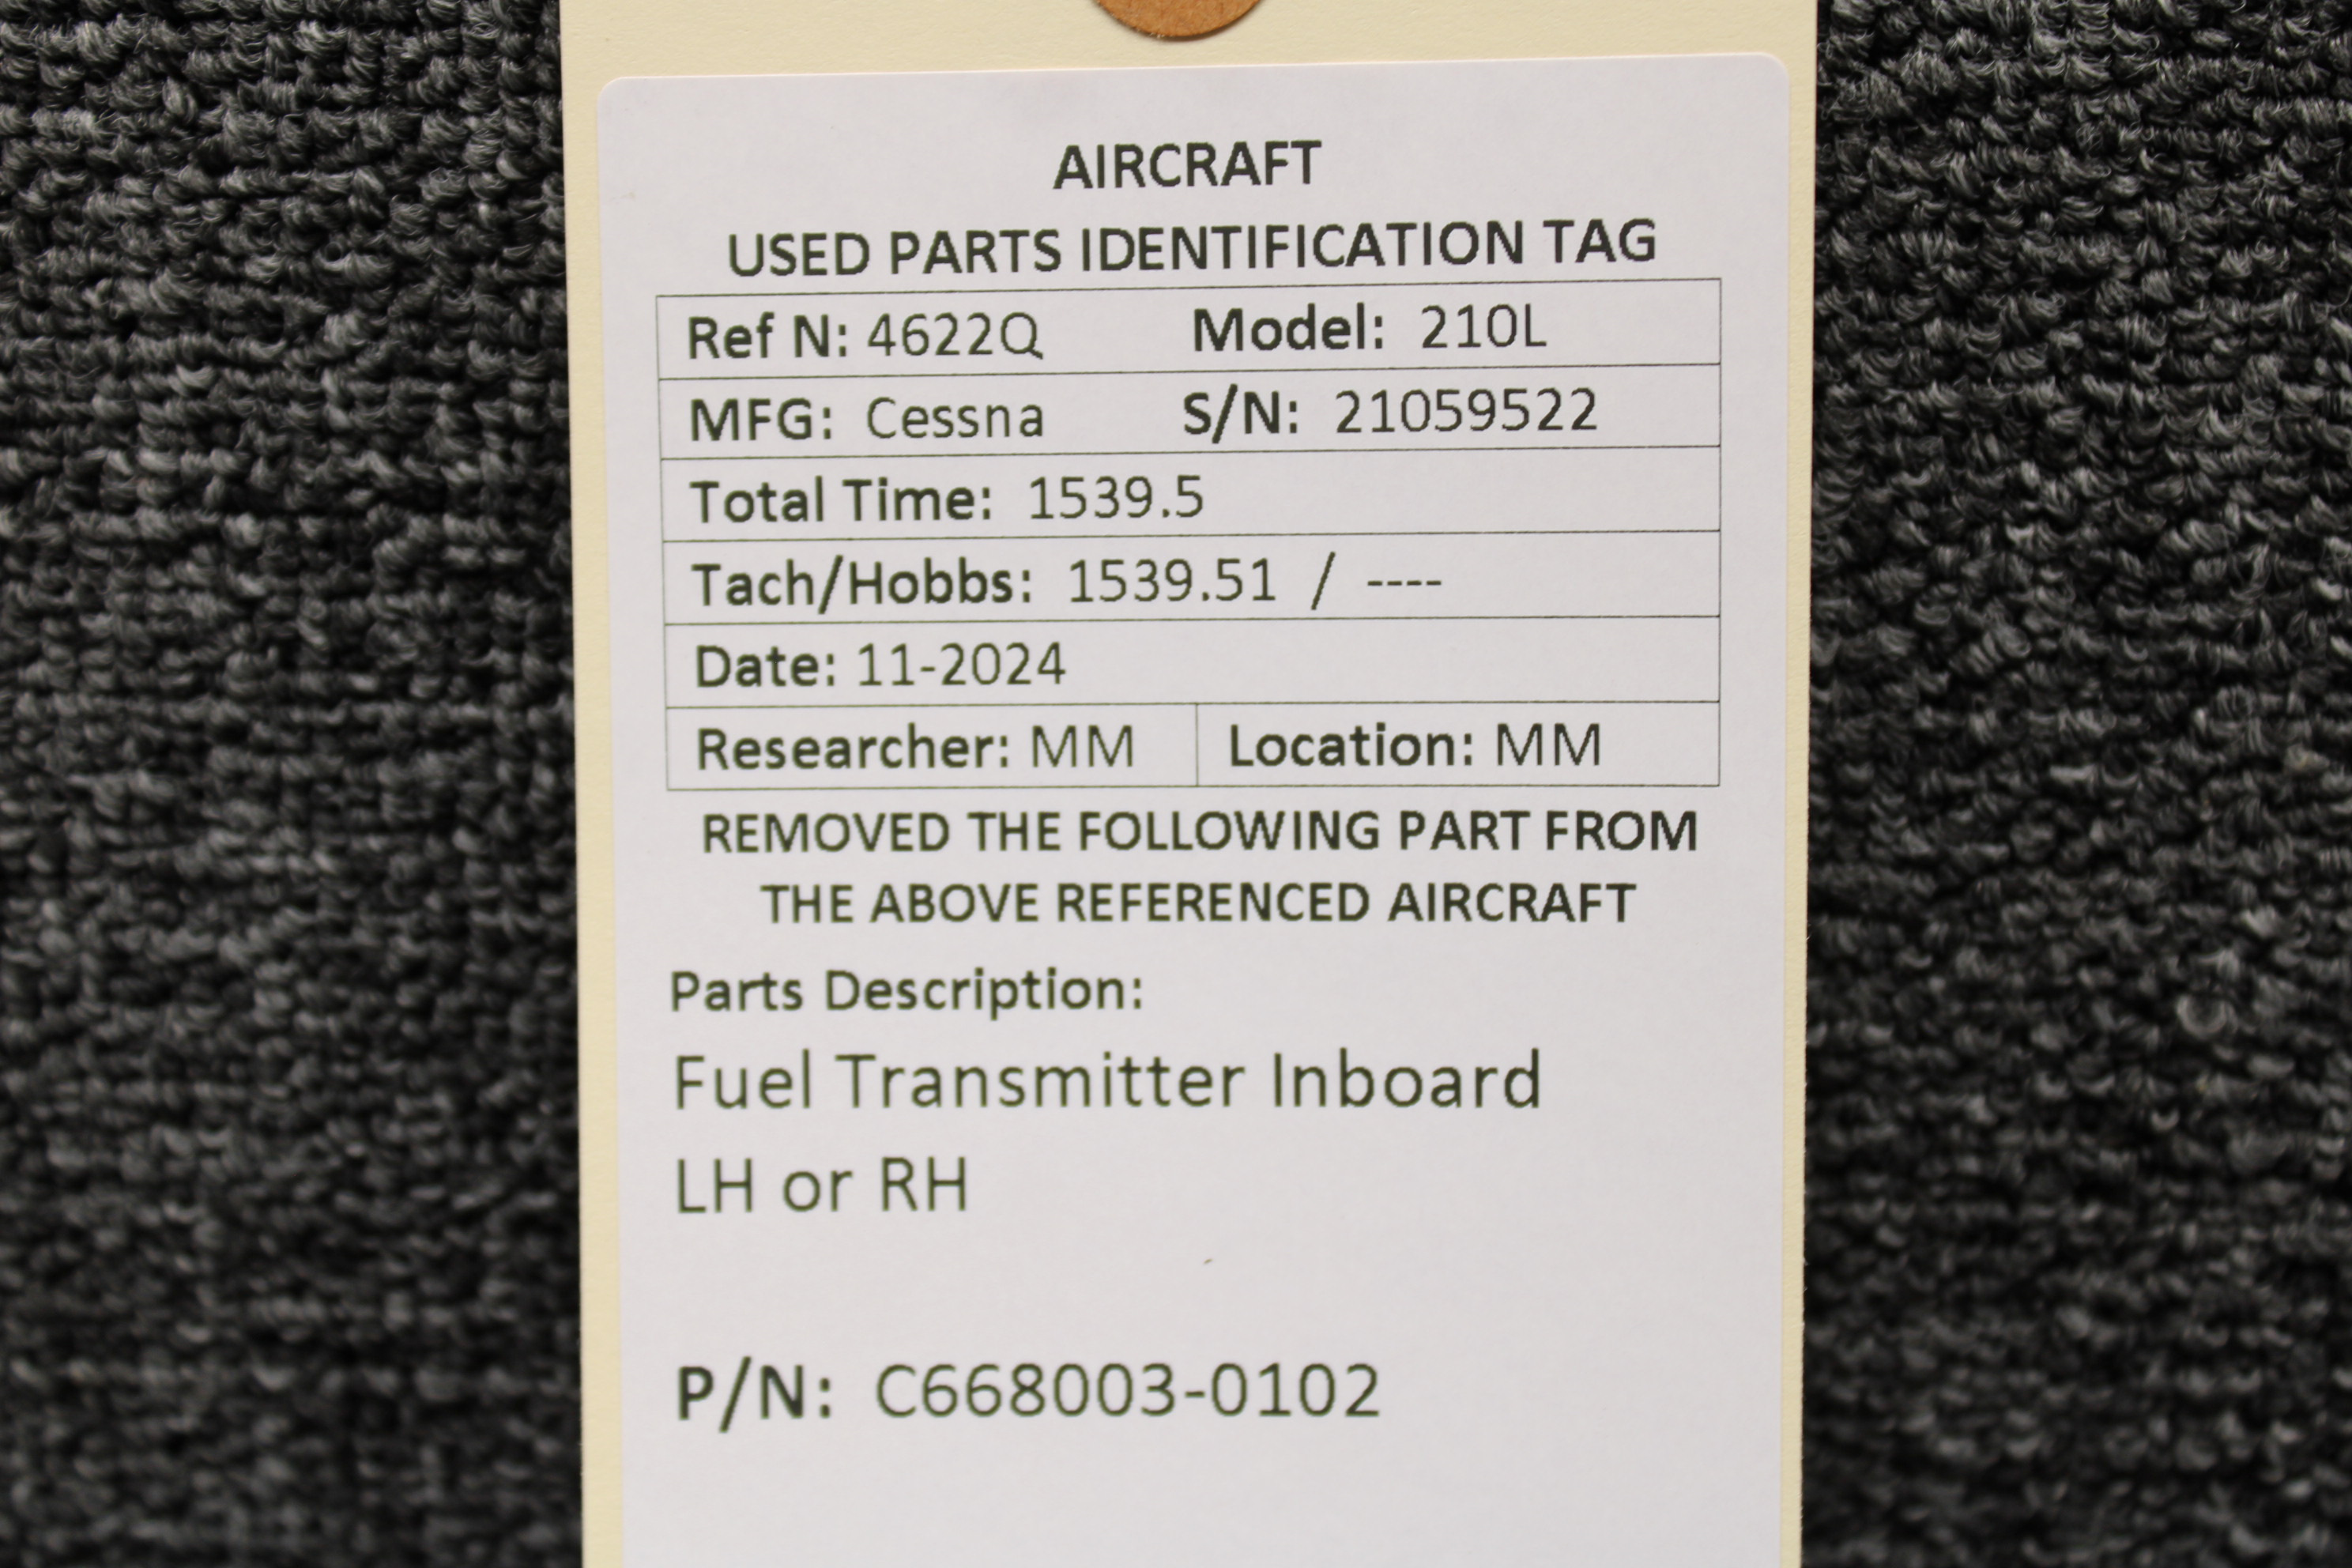 AIRCRAFT
USED PARTS IDENTIFICATION TAG
Ref N: 4622Q Model: 210L
MFG: Cessna S/N: 21059522
Total Time: 1539.5
Tach/Hobbs: 1539.51 / ----
Date: 11-2024
Researcher: MM Location: MM
REMOVED THE FOLLOWING PART FROM
THE ABOVE REFERENCED AIRCRAFT
Parts Description:
Fuel Transmitter Inboard
LH or RH
P/N: C668003-0102